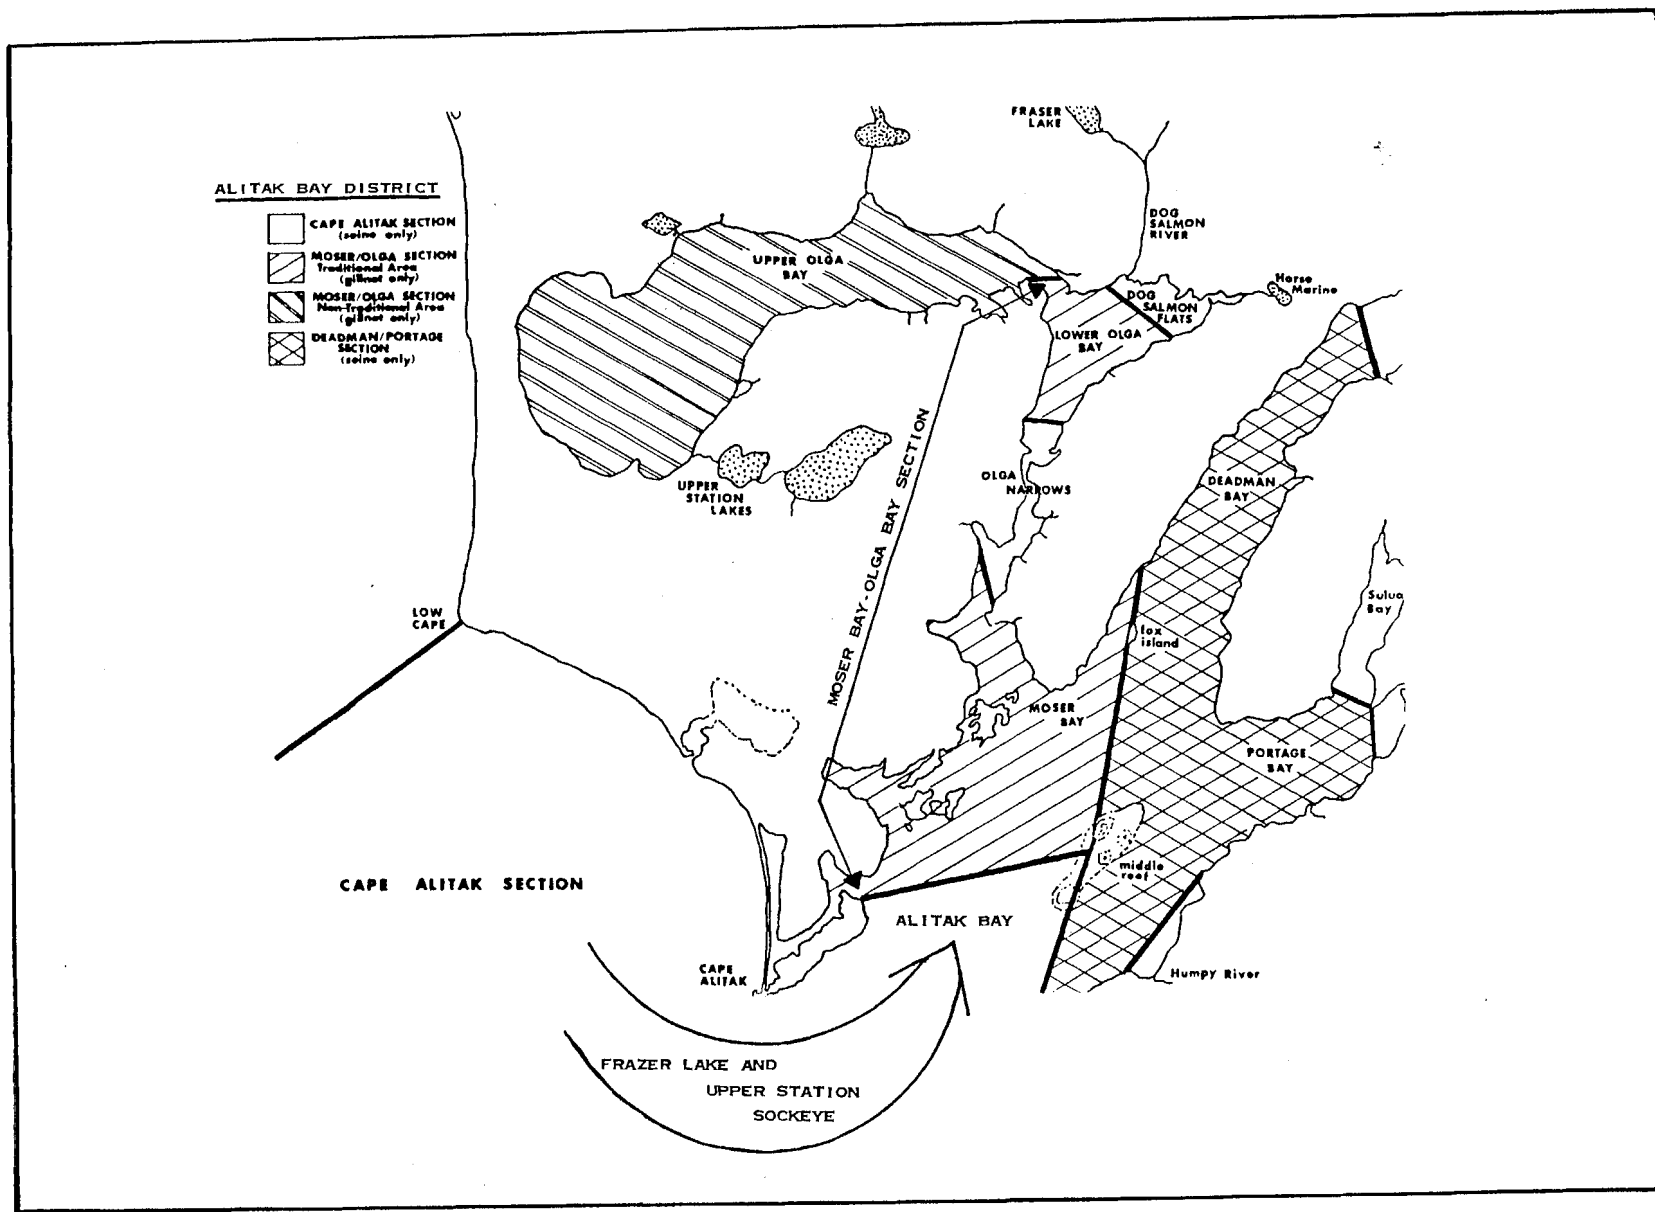 ALITAK BAY DISTRICT
CAPE ALITAK SECTION
(seine only)
MOSER/OLGA SECTION
Traditional Area
(gillnet only)
MOSER/OLGA SECTION
Non-Traditional Area
(gillnet only)
DEADMAN/PORTAGE
SECTION
(seine only)
FRASER
LAKE
DOG
SALMON
RIVER
UPPER OLGA
BAY
Horse
Marine
DOG
SALMON
FLATS
LOWER OLGA
BAY
MOSER BAY-OLGA BAY SECTION
UPPER
STATION
LAKES
OLGA
NARROWS
DEADMAN
BAY
Sulua
Bay
LOW
CAPE
fox
island
MOSER
BAY
PORTAGE
BAY
middle
reef
CAPE ALITAK SECTION
ALITAK BAY
CAPE
ALITAK
Humpy River
FRAZER LAKE AND
UPPER STATION
SOCKEYE